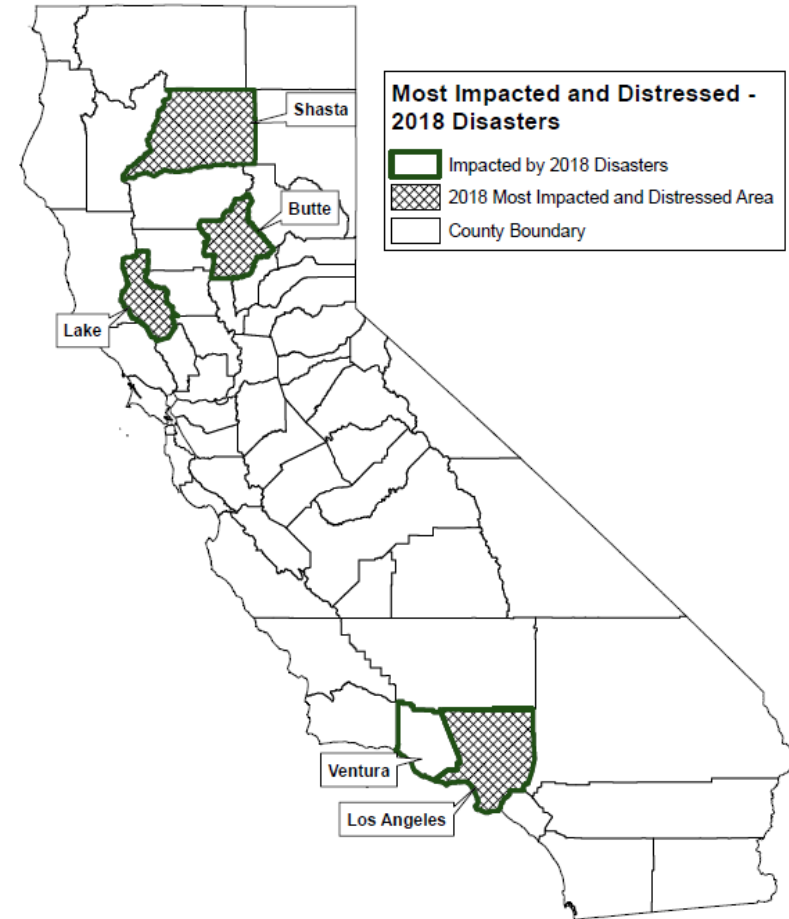 Most Impacted and Distressed -
2018 Disasters
Impacted by 2018 Disasters
2018 Most Impacted and Distressed Area
County Boundary
Shasta
Butte
Lake
Ventura
Los Angeles